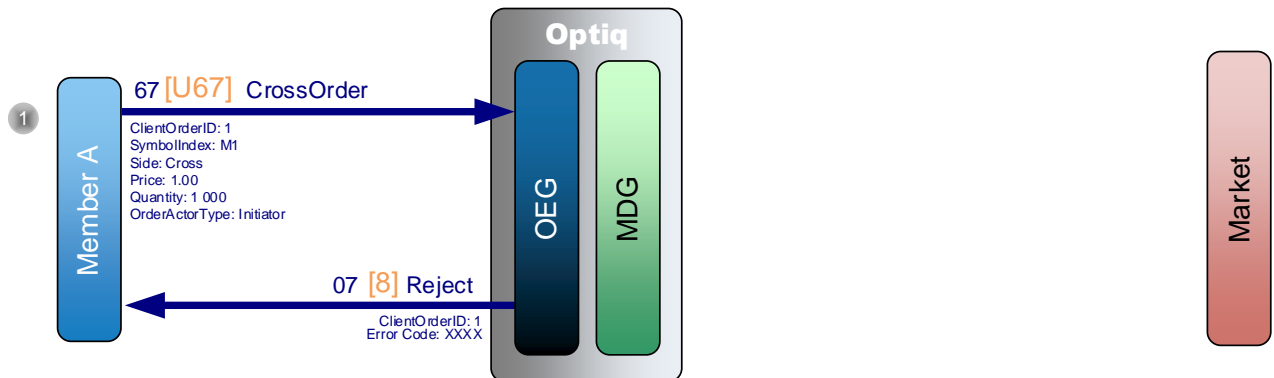 Optiq
67 [U67] CrossOrder
1
ClientOrderID: 1
SymbolIndex: M1
Side: Cross
Price: 1.00
Quantity: 1 000
OrderActorType: Initiator
Member A
OEG
MDG
Market
07 [8] Reject
ClientOrderID: 1
Error Code: XXXX